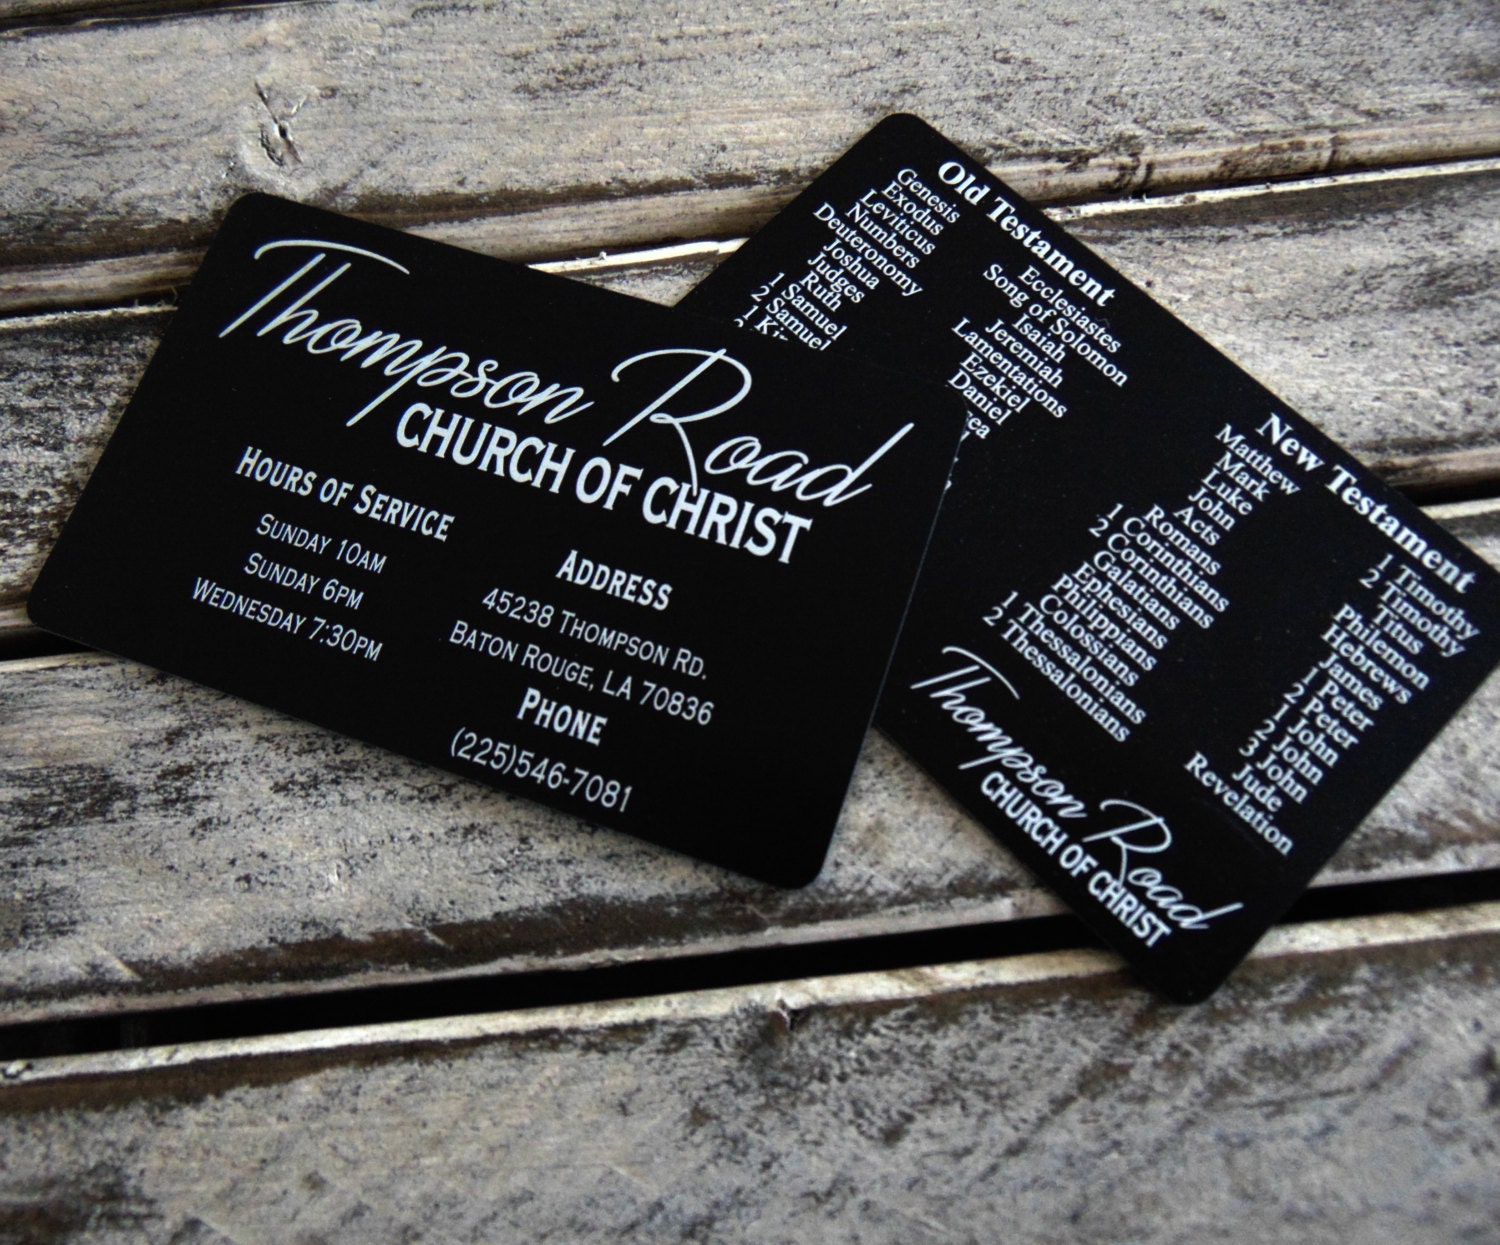 Thompson Road
CHURCH OF CHRIST
HOURS OF SERVICE
SUNDAY 10AM
SUNDAY 6PM
WEDNESDAY 7:30PM
ADDRESS
45238 THOMPSON RD.
BATON ROUGE, LA 70836
PHONE
(225)546-7081
Old Testament
Genesis
Exodus
Leviticus
Numbers
Deuteronomy
Joshua
Judges
Ruth
1 Samuel
2 Samuel
Ecclesiastes
Song of Solomon
Isaiah
Jeremiah
Lamentations
Ezekiel
Daniel
New Testament
Matthew
Mark
Luke
John
Acts
Romans
1 Corinthians
2 Corinthians
Galatians
Ephesians
Philippians
Colossians
1 Thessalonians
2 Thessalonians
1 Timothy
2 Timothy
Titus
Philemon
Hebrews
James
1 Peter
2 Peter
1 John
2 John
3 John
Jude
Revelation
Thompson Road
CHURCH OF CHRIST